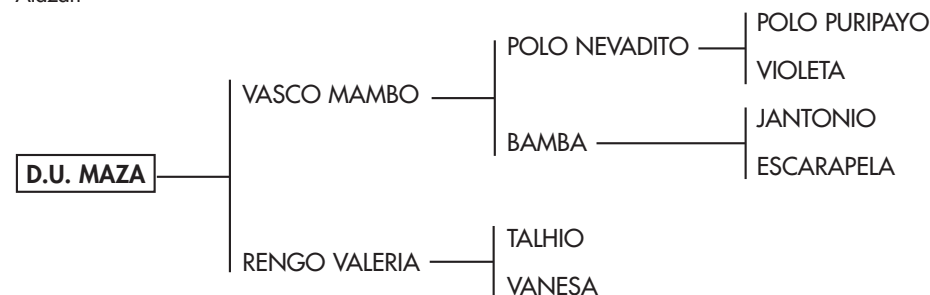 Alazán
POLO PURIPAYO
POLO NEVADITO
VIOLETA
VASCO MAMBO
JANTONIO
BAMBA
ESCARAPELA
D.U. MAZA
TALHIO
RENGO VALERIA
VANESA